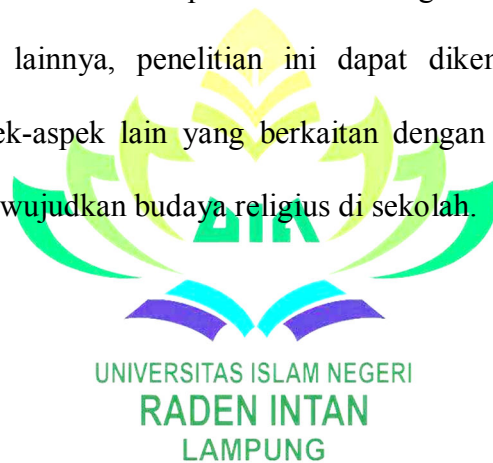 lainnya, penelitian ini dapat
ek-aspek lain yang berkaitan dengan
wujudkan budaya religius di sekolah.
UNIVERSITAS ISLAM NEGERI
RADEN INTAN
LAMPUNG